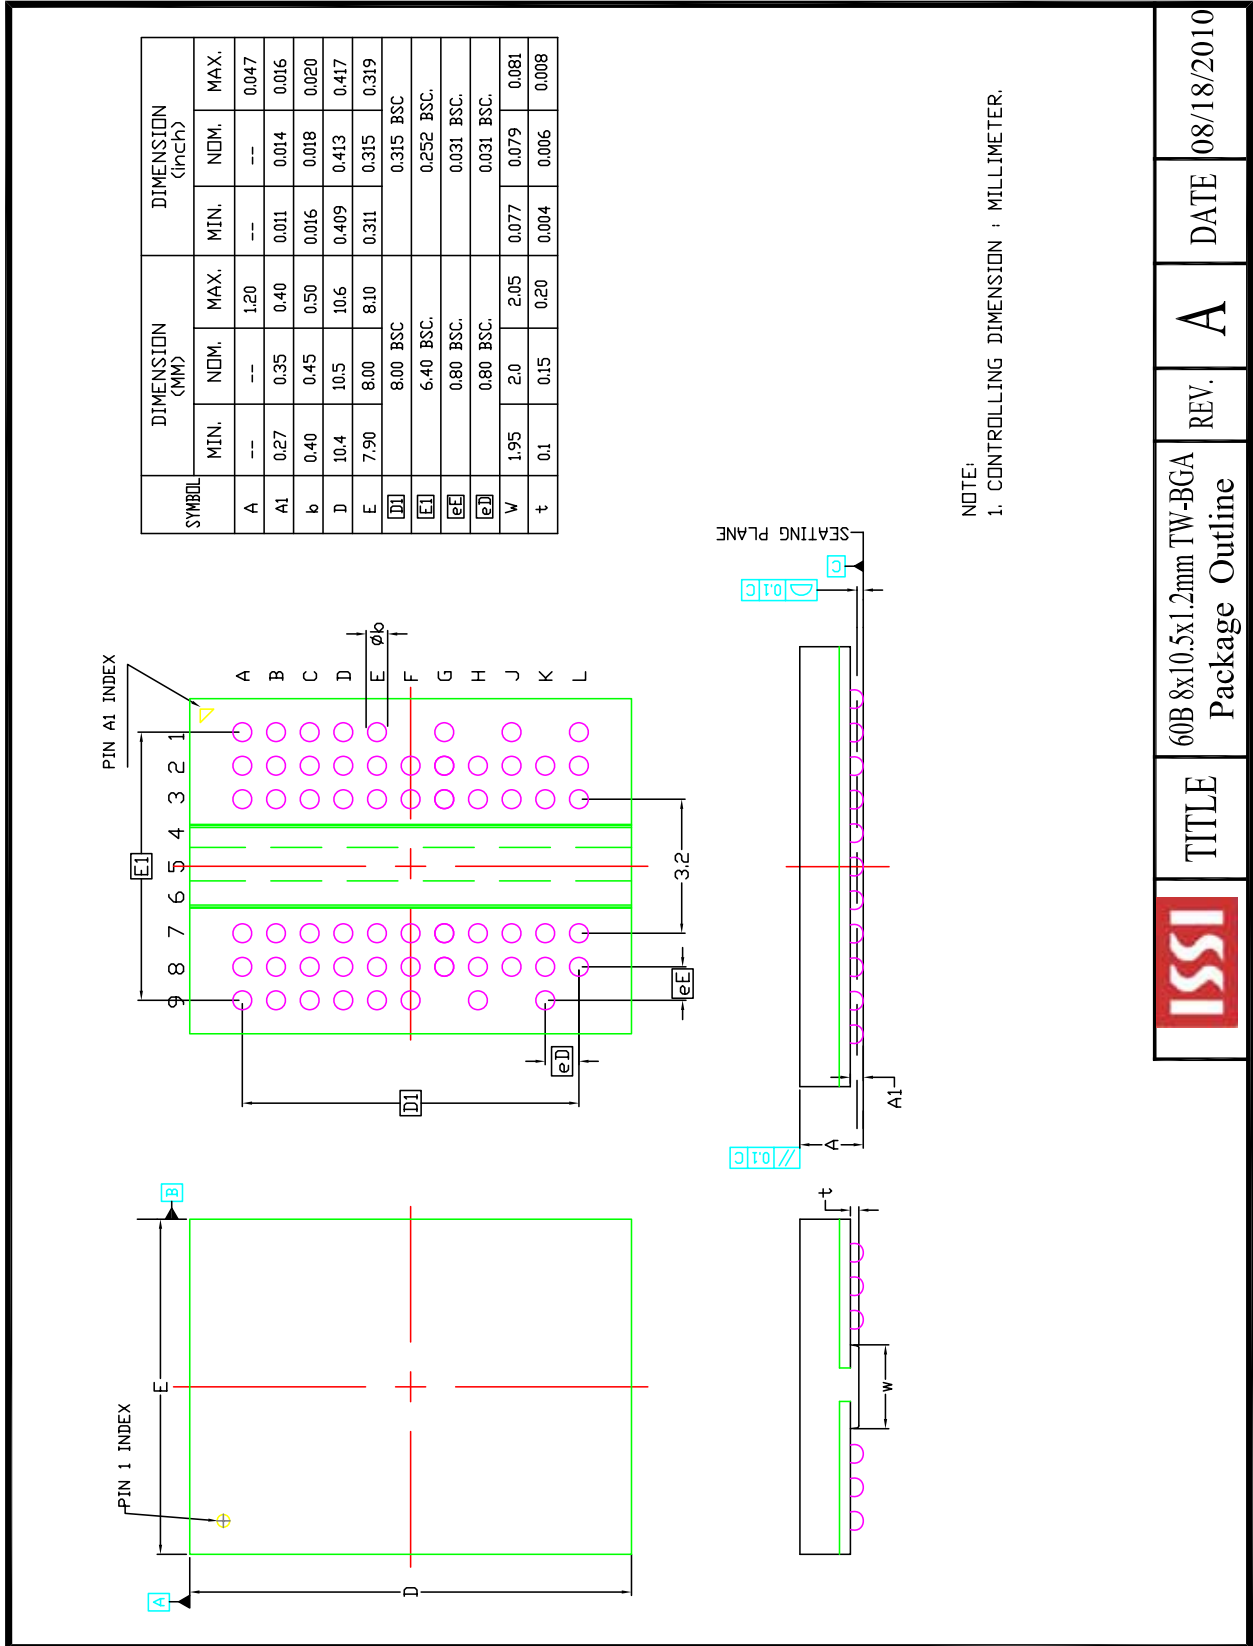 PIN 1 INDEX
E
A
B
D
PIN A1 INDEX
E1
1 2 3 4 5 6 7 8 9
A
B
C
D
E
F
G
H
J
K
L
øb
3.2
eE
eD
D1
SYMBOL DIMENSION (MM) DIMENSION (inch)
MIN. NOM. MAX. MIN. NOM. MAX.
A -- -- 1.20 -- -- 0.047
A1 0.27 0.35 0.40 0.011 0.014 0.016
b 0.40 0.45 0.50 0.016 0.018 0.020
D 10.4 10.5 10.6 0.409 0.413 0.417
E 7.90 8.00 8.10 0.311 0.315 0.319
D1 8.00 BSC 0.315 BSC
E1 6.40 BSC. 0.252 BSC.
eE 0.80 BSC. 0.031 BSC.
eD 0.80 BSC. 0.031 BSC.
W 1.95 2.0 2.05 0.077 0.079 0.081
t 0.1 0.15 0.20 0.004 0.006 0.008
t
w
// 0.1 C
A
A1
0.1 C
C
SEATING PLANE
NOTE:
1. CONTROLLING DIMENSION : MILLIMETER.
ISSI
TITLE
60B 8x10.5x1.2mm TW-BGA
Package Outline
REV.
A
DATE
08/18/2010